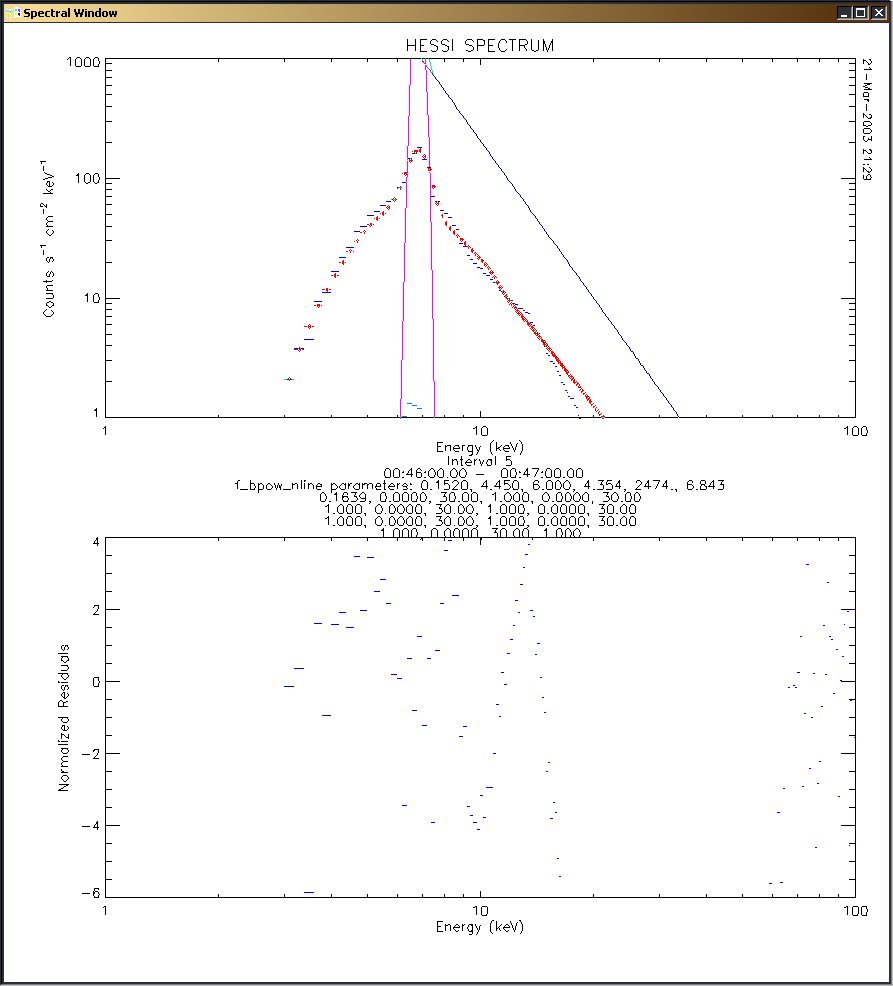 Spectral Window
HESSI SPECTRUM
21-Mar-2003 21:29
1000
100
10
1
Counts s⁻¹ cm⁻² keV⁻¹
1 10 100
Energy (keV)
Interval 5
00:46:00.00 - 00:47:00.00
f_bpow_nline parameters: 0.1520, 4.450, 6.000, 4.354, 2474., 6.843
0.1639, 0.0000, 30.00, 1.000, 0.0000, 30.00
1.000, 0.0000, 30.00, 1.000, 0.0000, 30.00
1.000, 0.0000, 30.00, 1.000, 0.0000, 30.00
1.000, 0.0000, 30.00, 1.000
4
2
0
-2
-4
-6
Normalized Residuals
1 10 100
Energy (keV)